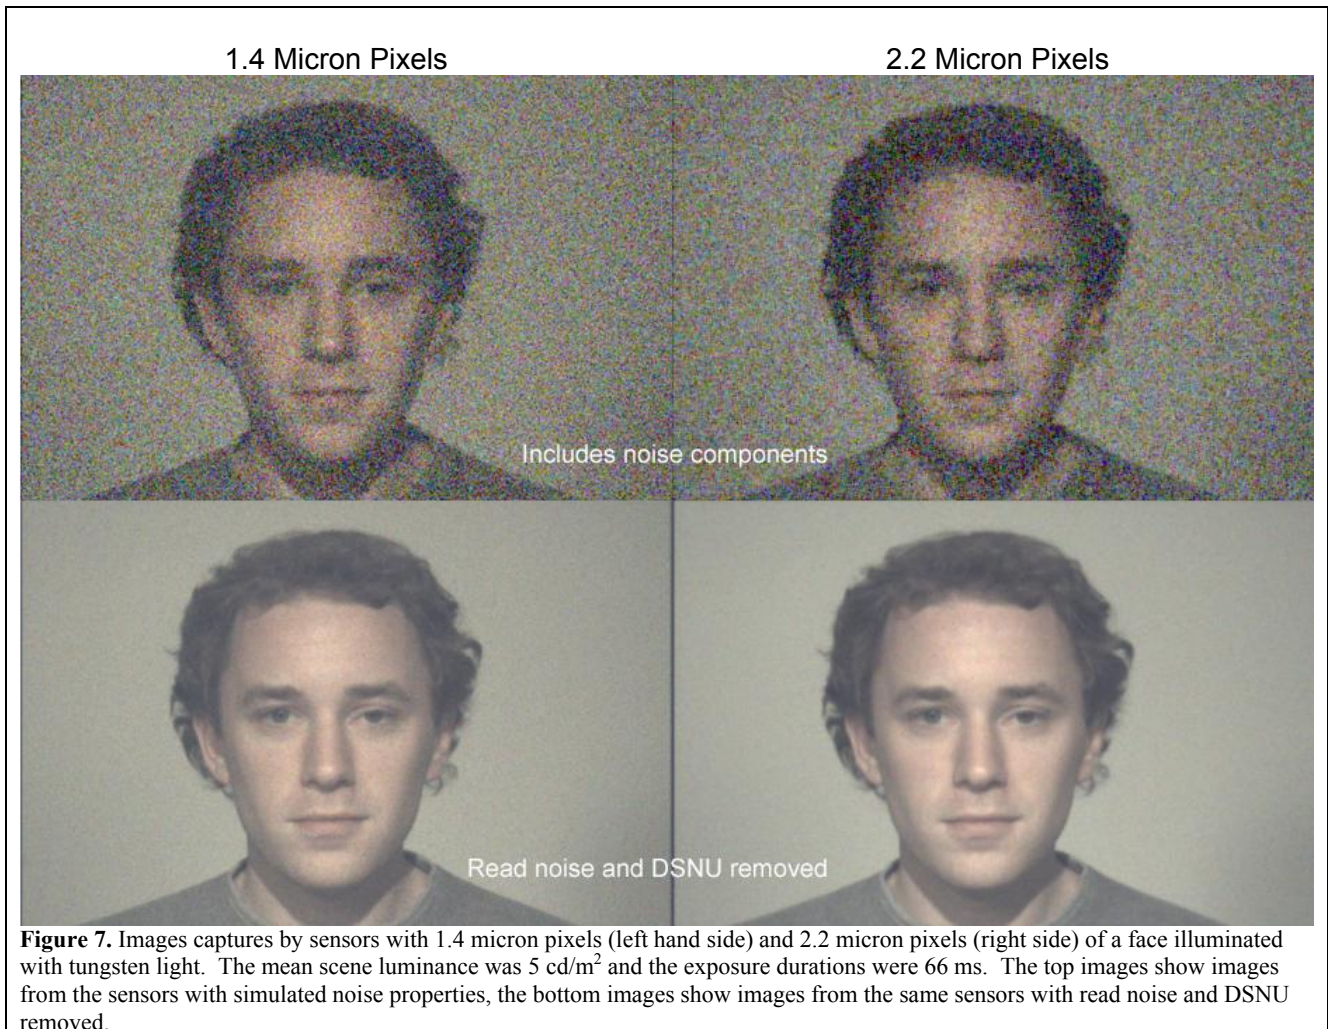 1.4 Micron Pixels 2.2 Micron Pixels
Includes noise components
Read noise and DSNU removed
Figure 7. Images captures by sensors with 1.4 micron pixels (left hand side) and 2.2 micron pixels (right side) of a face illuminated
with tungsten light. The mean scene luminance was 5 cd/m² and the exposure durations were 66 ms. The top images show images
from the sensors with simulated noise properties, the bottom images show images from the same sensors with read noise and DSNU
removed.